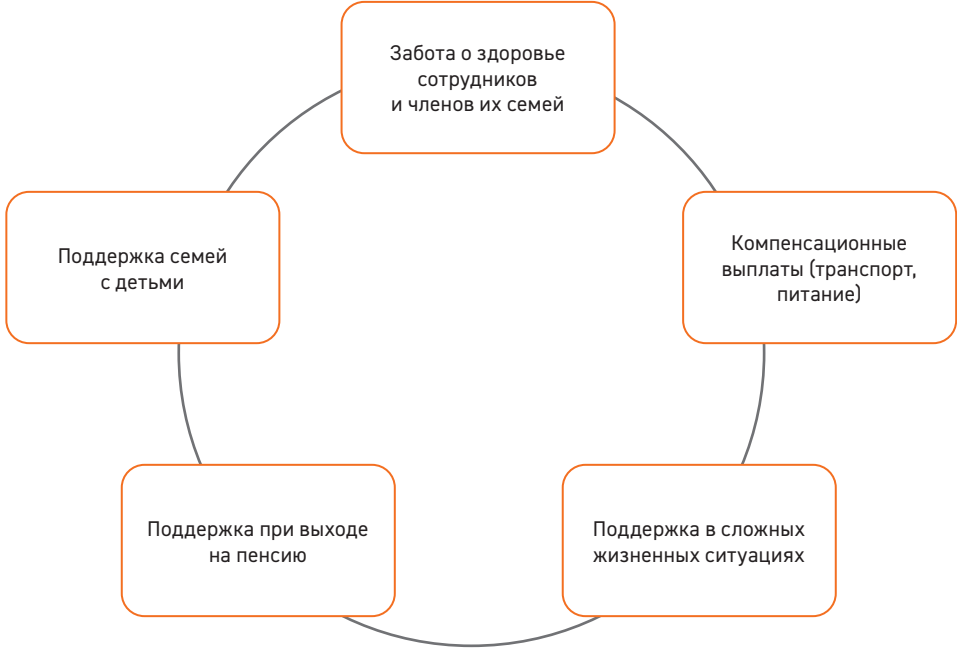 Забота о здоровье
сотрудников
и членов их семей
Поддержка семей
с детьми
Компенсационные
выплаты (транспорт,
питание)
Поддержка при выходе
на пенсию
Поддержка в сложных
жизненных ситуациях